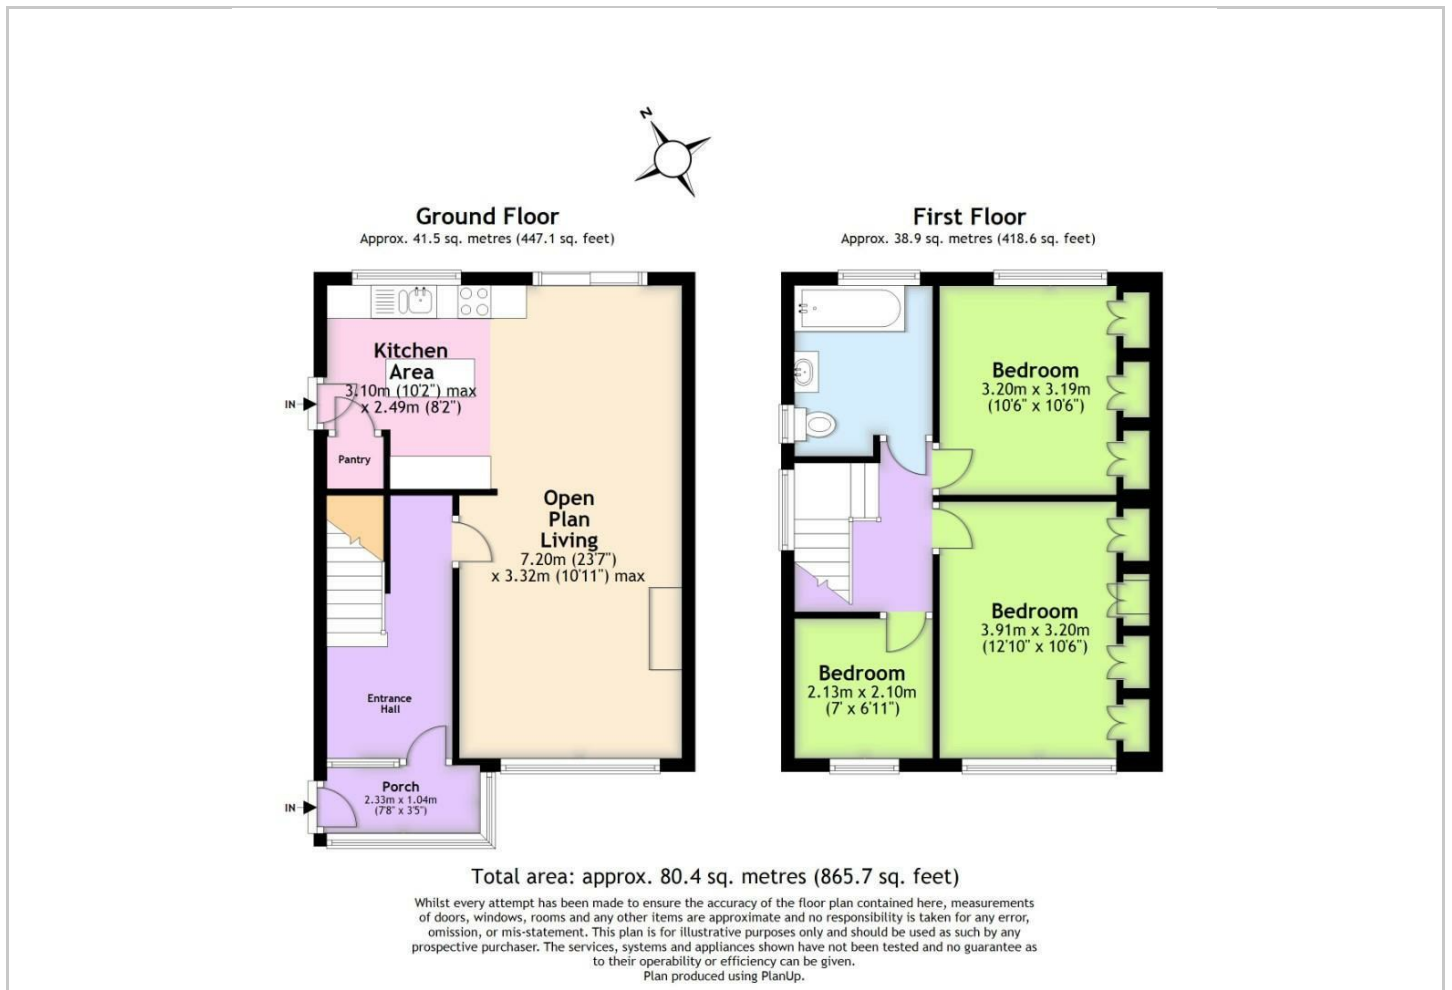 N
Ground Floor
Approx. 41.5 sq. metres (447.1 sq. feet)
Kitchen
Area
3.10m (10'2") max
x 2.49m (8'2")
IN
Pantry
Open
Plan
Living
7.20m (23'7")
x 3.32m (10'11") max
Entrance
Hall
Porch
2.33m x 1.04m
(7'8" x 3'5")
IN
First Floor
Approx. 38.9 sq. metres (418.6 sq. feet)
Bedroom
3.20m x 3.19m
(10'6" x 10'6")
Bedroom
3.91m x 3.20m
(12'10" x 10'6")
Bedroom
2.13m x 2.10m
(7' x 6'11")
Total area: approx. 80.4 sq. metres (865.7 sq. feet)
Whilst every attempt has been made to ensure the accuracy of the floor plan contained here, measurements
of doors, windows, rooms and any other items are approximate and no responsibility is taken for any error,
omission, or mis-statement. This plan is for illustrative purposes only and should be used as such by any
prospective purchaser. The services, systems and appliances shown have not been tested and no guarantee as
to their operability or efficiency can be given.
Plan produced using PlanUp.